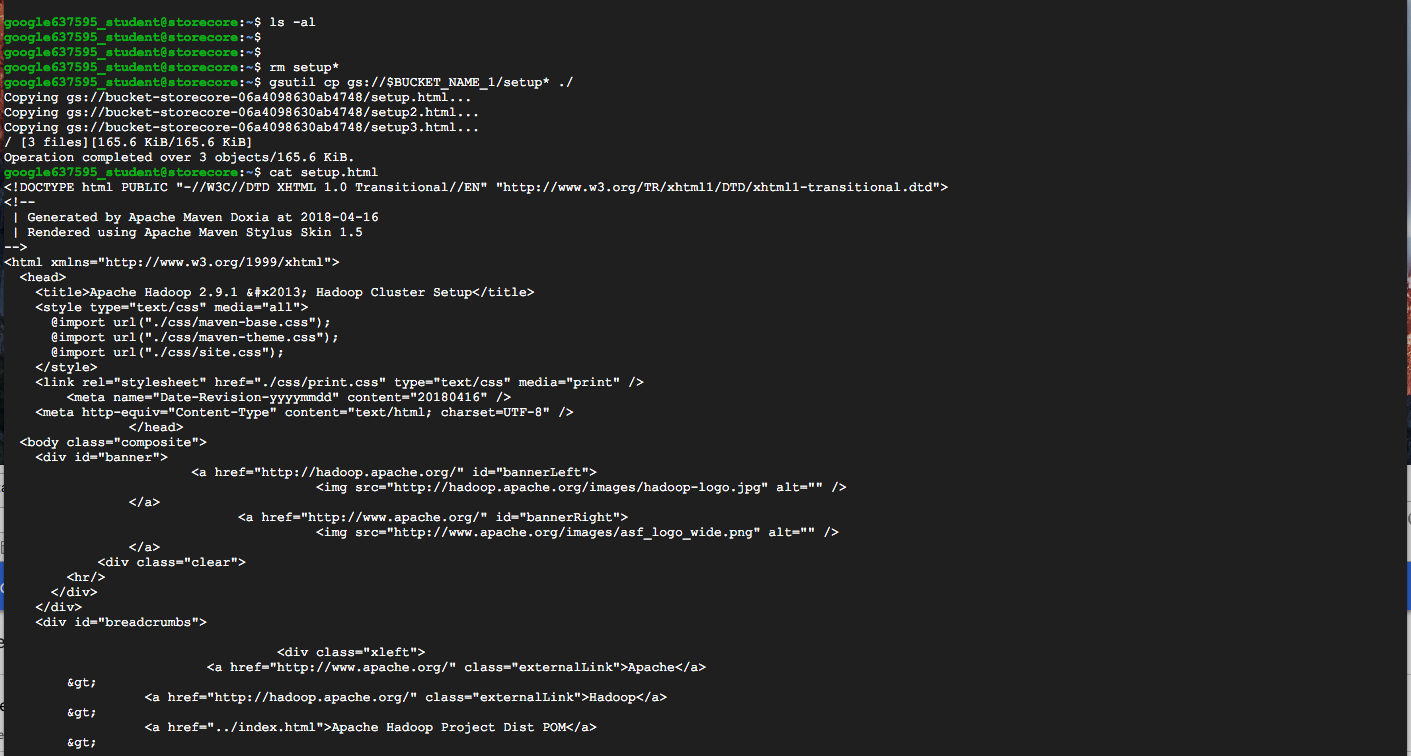 google637595_student@storecore:~$ ls -al
google637595_student@storecore:~$
google637595_student@storecore:~$
google637595_student@storecore:~$ rm setup*
google637595_student@storecore:~$ gsutil cp gs://$BUCKET_NAME_1/setup* ./
Copying gs://bucket-storecore-06a4098630ab4748/setup.html...
Copying gs://bucket-storecore-06a4098630ab4748/setup2.html...
Copying gs://bucket-storecore-06a4098630ab4748/setup3.html...
/ [3 files][165.6 KiB/165.6 KiB]
Operation completed over 3 objects/165.6 KiB.
google637595_student@storecore:~$ cat setup.html
<!DOCTYPE html PUBLIC "-//W3C//DTD XHTML 1.0 Transitional//EN" "http://www.w3.org/TR/xhtml1/DTD/xhtml1-transitional.dtd">
<!--
 | Generated by Apache Maven Doxia at 2018-04-16
 | Rendered using Apache Maven Stylus Skin 1.5
-->
<html xmlns="http://www.w3.org/1999/xhtml">
  <head>
    <title>Apache Hadoop 2.9.1 &#x2013; Hadoop Cluster Setup</title>
    <style type="text/css" media="all">
      @import url("./css/maven-base.css");
      @import url("./css/maven-theme.css");
      @import url("./css/site.css");
    </style>
    <link rel="stylesheet" href="./css/print.css" type="text/css" media="print" />
        <meta name="Date-Revision-yyyymmdd" content="20180416" />
    <meta http-equiv="Content-Type" content="text/html; charset=UTF-8" />
                </head>
  <body class="composite">
    <div id="banner">
                        <a href="http://hadoop.apache.org/" id="bannerLeft">
                                        <img src="http://hadoop.apache.org/images/hadoop-logo.jpg" alt="" />
                </a>
                              <a href="http://www.apache.org/" id="bannerRight">
                                        <img src="http://www.apache.org/images/asf_logo_wide.png" alt="" />
                </a>
            <div class="clear">
        <hr/>
      </div>
    </div>
    <div id="breadcrumbs">
                                   <div class="xleft">
                          <a href="http://www.apache.org/" class="externalLink">Apache</a>
        &gt;
                  <a href="http://hadoop.apache.org/" class="externalLink">Hadoop</a>
        &gt;
                  <a href="../index.html">Apache Hadoop Project Dist POM</a>
        &gt;